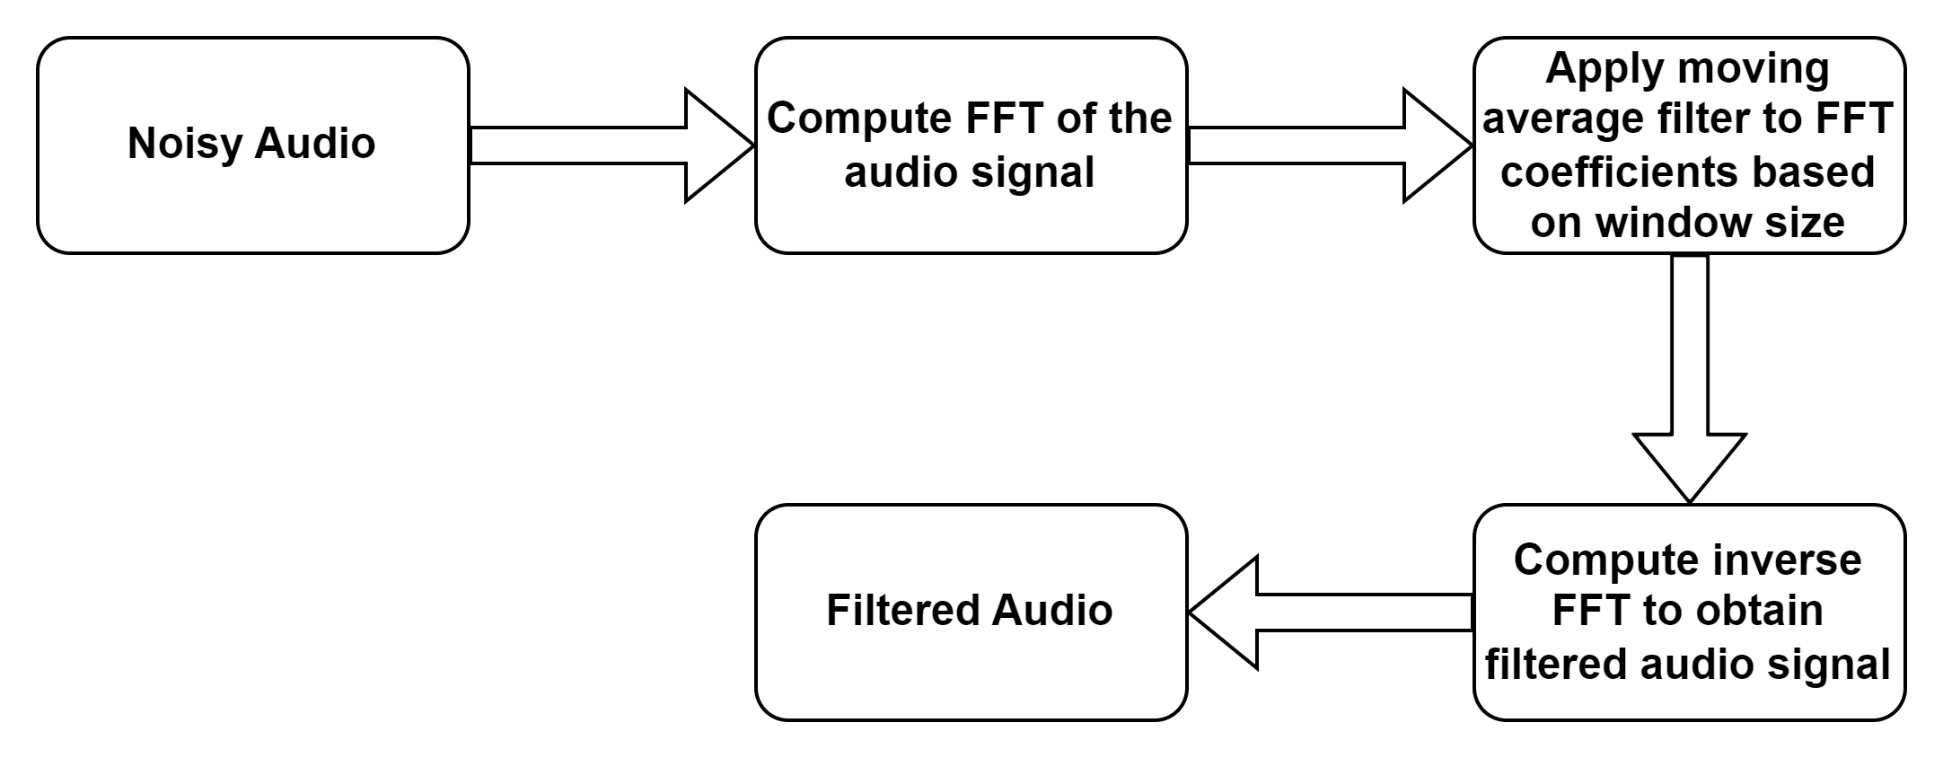 Noisy Audio
Compute FFT of the
audio signal
Apply moving
average filter to FFT
coefficients based
on window size
Compute inverse
FFT to obtain
filtered audio signal
Filtered Audio